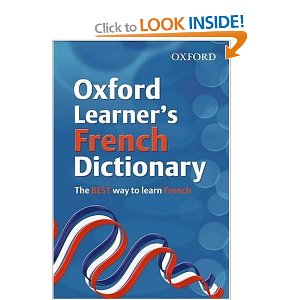 Click to LOOK INSIDE!
OXFORD
Oxford
Learner's
French
Dictionary
The BEST way to learn French